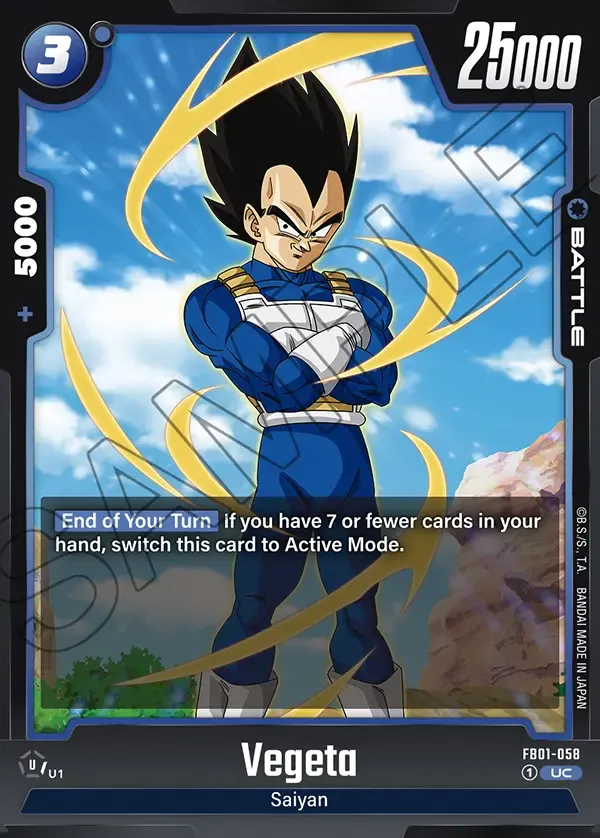 3
25000
+ 5000
BATTLE
SAMPLE
End of Your Turn If you have 7 or fewer cards in your
hand, switch this card to Active Mode.
©B.S./S., T.A. BANDAI MADE IN JAPAN
Vegeta
FB01-058
U/U1
1 UC
Saiyan